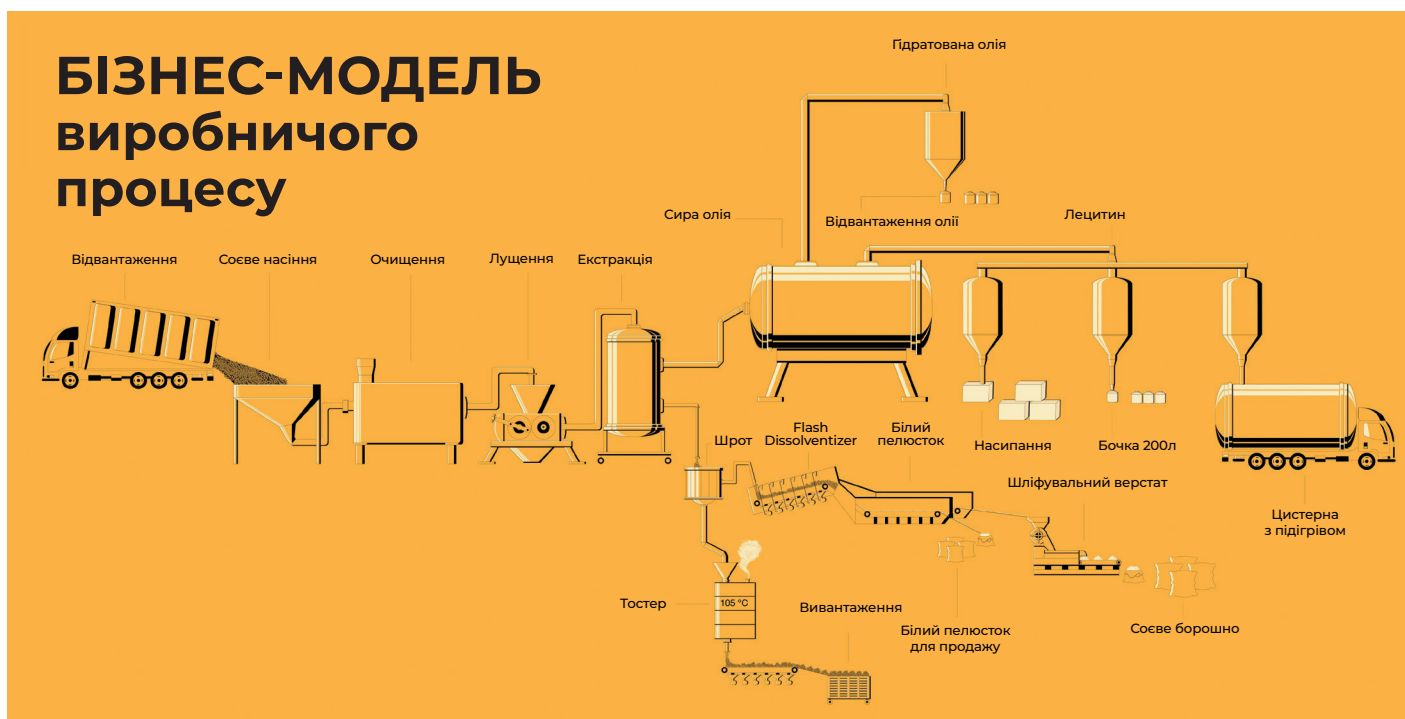 БІЗНЕС-МОДЕЛЬ
виробничого
процесу
Гідратована олія
Сира олія
Відвантаження олії
Лецитин
Відвантаження
Соєве насіння
Очищення
Лущення
Екстракція
Шрот
Flash
Dissolventizer
Білий
пелюсток
Насипання
Бочка 200л
Шліфувальний верстат
Цистерна
з підігрівом
Тостер
105 °C
Вивантаження
Білий пелюсток
для продажу
Соєве борошно